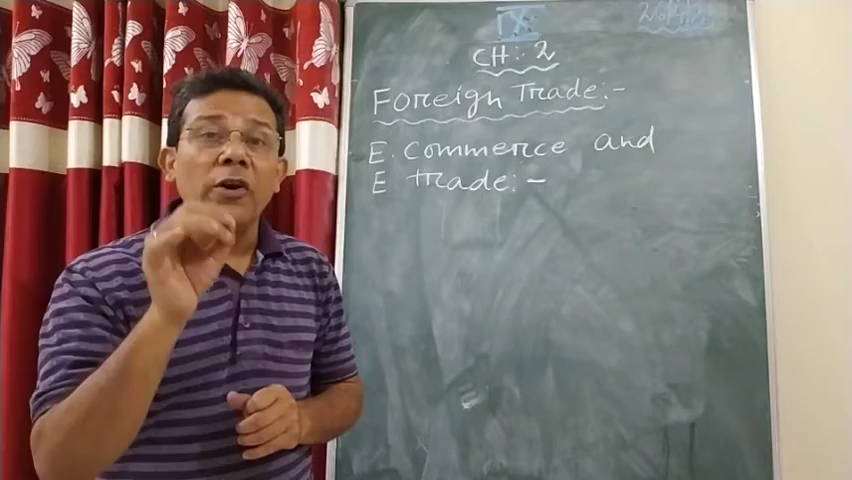 IX
CH:- 2
Foreign Trade:-
E. Commerce and
E trade:-